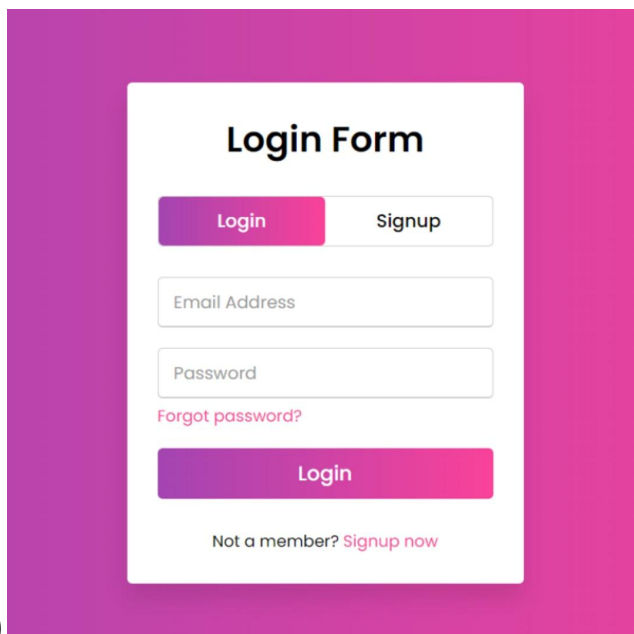 Login Form
Login Signup
Email Address
Password
Forgot password?
Login
Not a member? Signup now